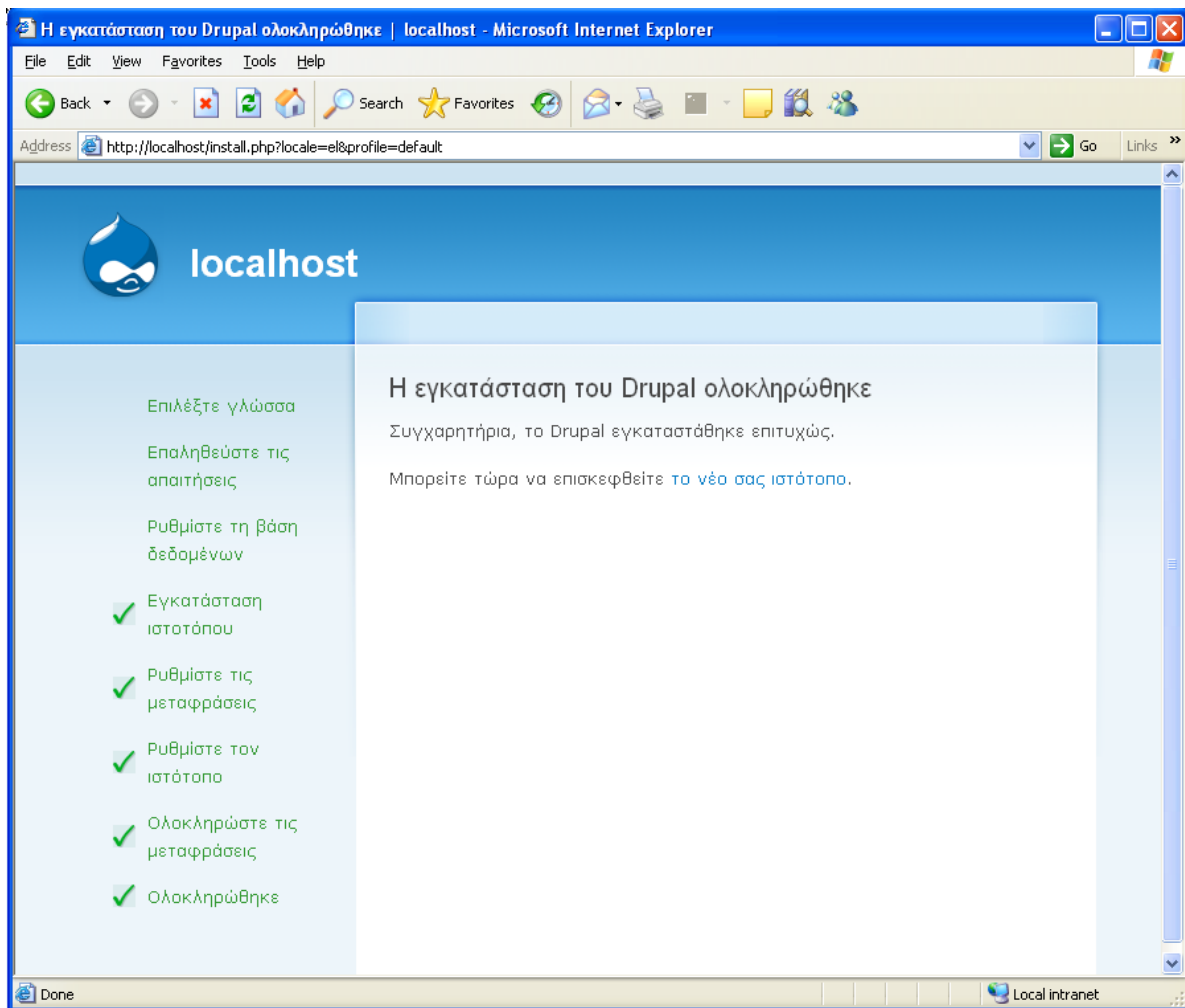 Η εγκατάσταση του Drupal ολοκληρώθηκε | localhost - Microsoft Internet Explorer
File Edit View Favorites Tools Help
Back Search Favorites
Address http://localhost/install.php?locale=el&profile=default Go Links »
localhost
Επιλέξτε γλώσσα
Επαληθεύστε τις
απαιτήσεις
Ρυθμίστε τη βάση
δεδομένων
Εγκατάσταση
ιστοτόπου
Ρυθμίστε τις
μεταφράσεις
Ρυθμίστε τον
ιστότοπο
Ολοκληρώστε τις
μεταφράσεις
Ολοκληρώθηκε
Η εγκατάσταση του Drupal ολοκληρώθηκε
Συγχαρητήρια, το Drupal εγκαταστάθηκε επιτυχώς.
Μπορείτε τώρα να επισκεφθείτε το νέο σας ιστότοπο.
Done Local intranet